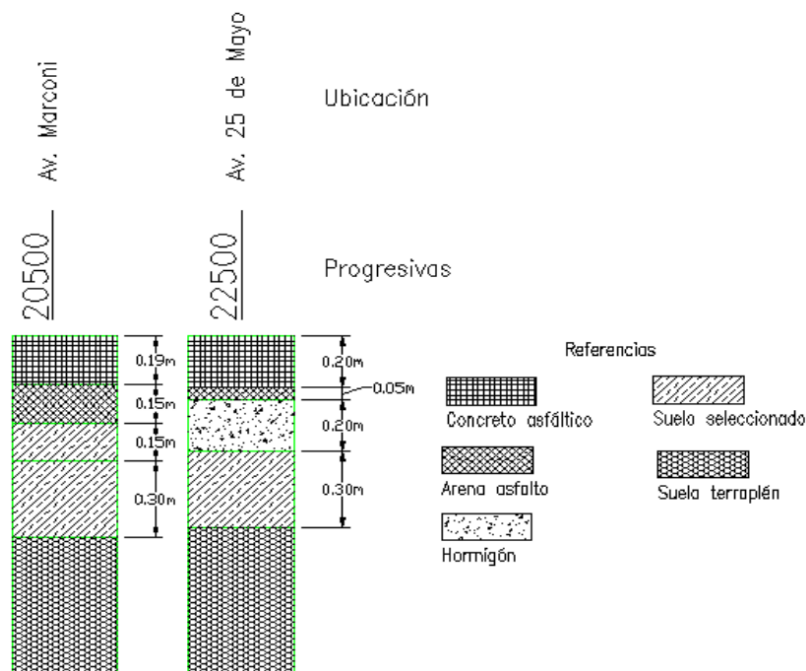 Av. Marconi
Av. 25 de Mayo
Ubicación
20500
22500
Progresivas
0.19m
0.15m
0.15m
0.30m
0.20m
0.05m
0.20m
0.30m
Referencias
Concreto asfáltico
Suelo seleccionado
Arena asfalto
Suelo terraplén
Hormigón